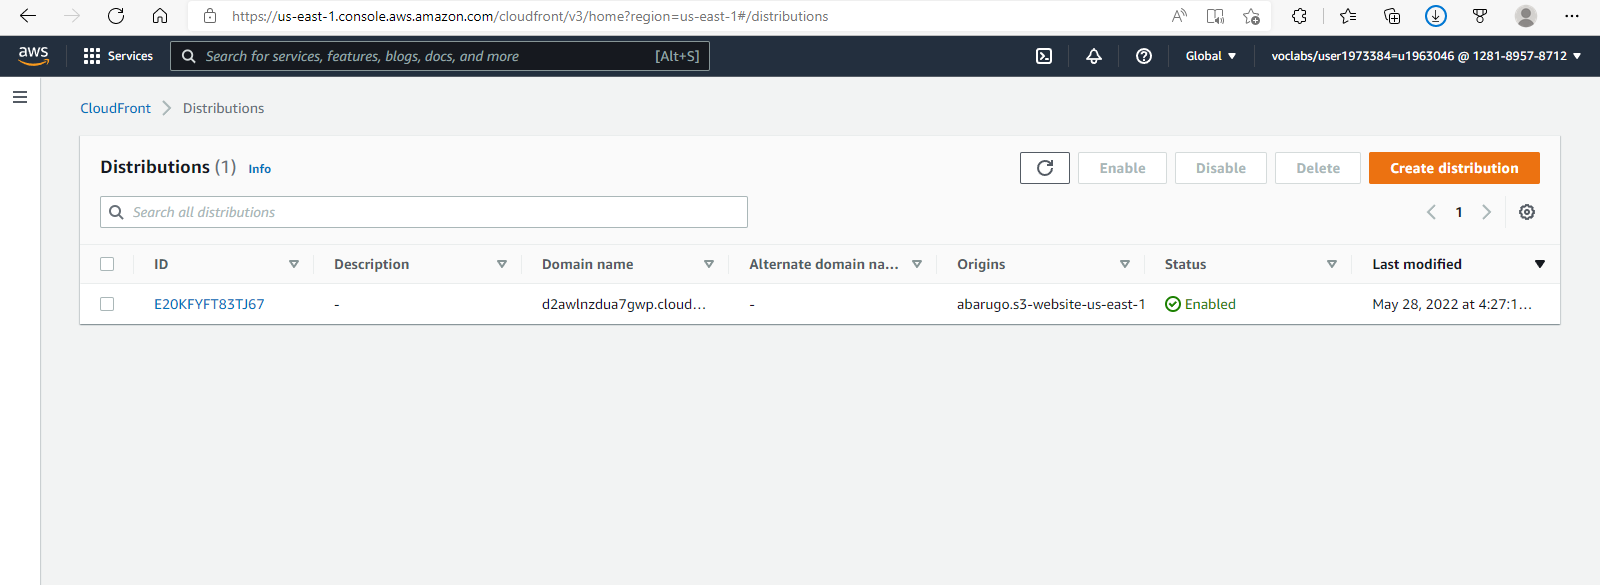 https://us-east-1.console.aws.amazon.com/cloudfront/v3/home?region=us-east-1#/distributions
aws Services Search for services, features, blogs, docs, and more [Alt+S] Global voclabs/user1973384=u1963046 @ 1281-8957-8712
CloudFront Distributions
Distributions (1) Info Enable Disable Delete Create distribution
Search all distributions 1
ID Description Domain name Alternate domain na... Origins Status Last modified
E20KFYFT83TJ67 - d2awlnzdua7gwp.cloud... - abarugo.s3-website-us-east-1 Enabled May 28, 2022 at 4:27:1...